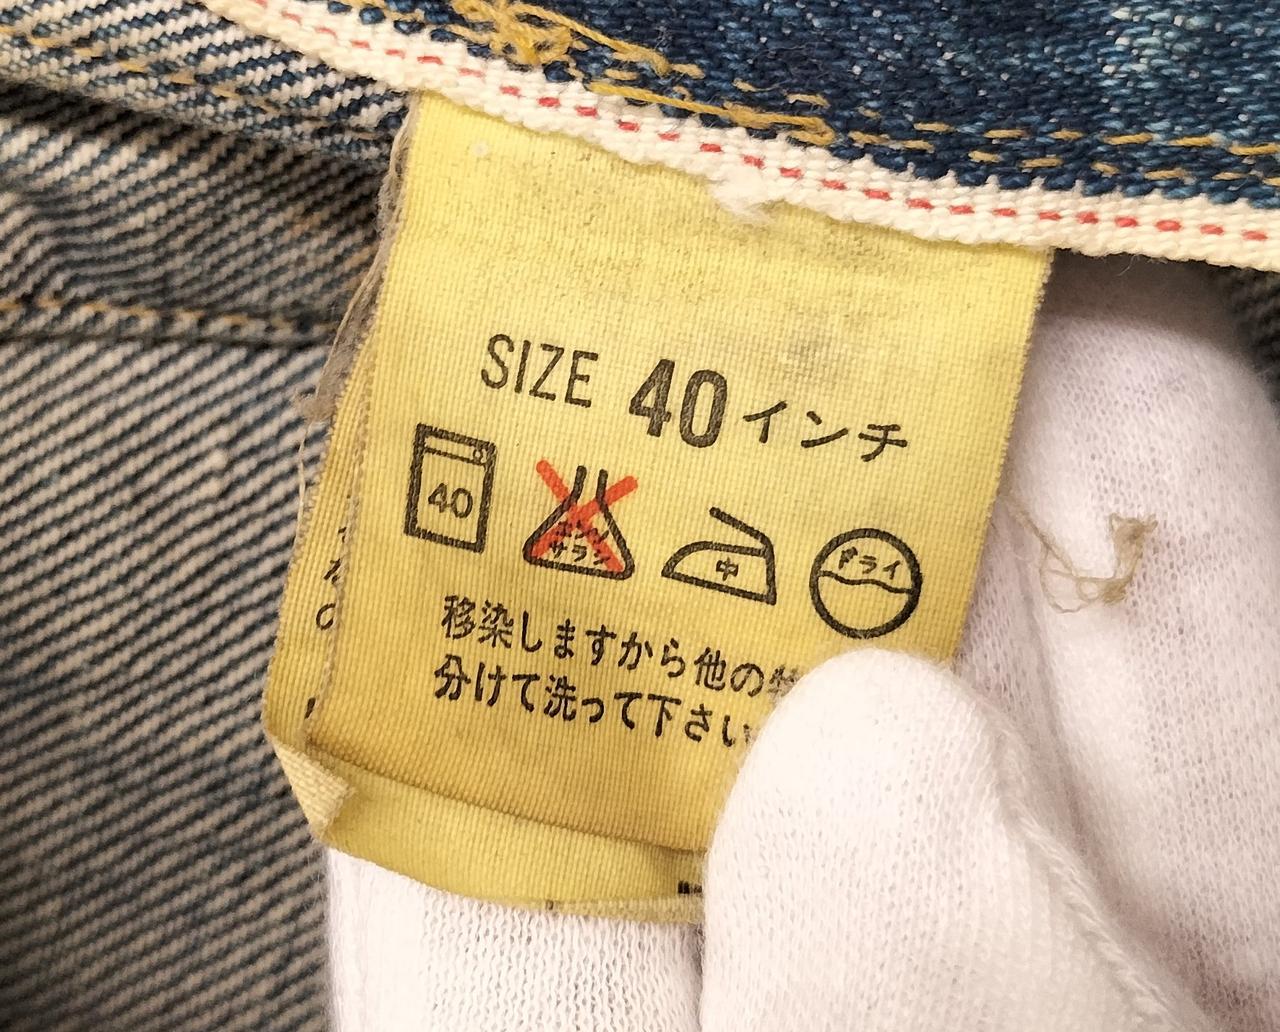 SIZE 40インチ
40
サラシ
中
ドライ
移染しますから他の物
分けて洗って下さい